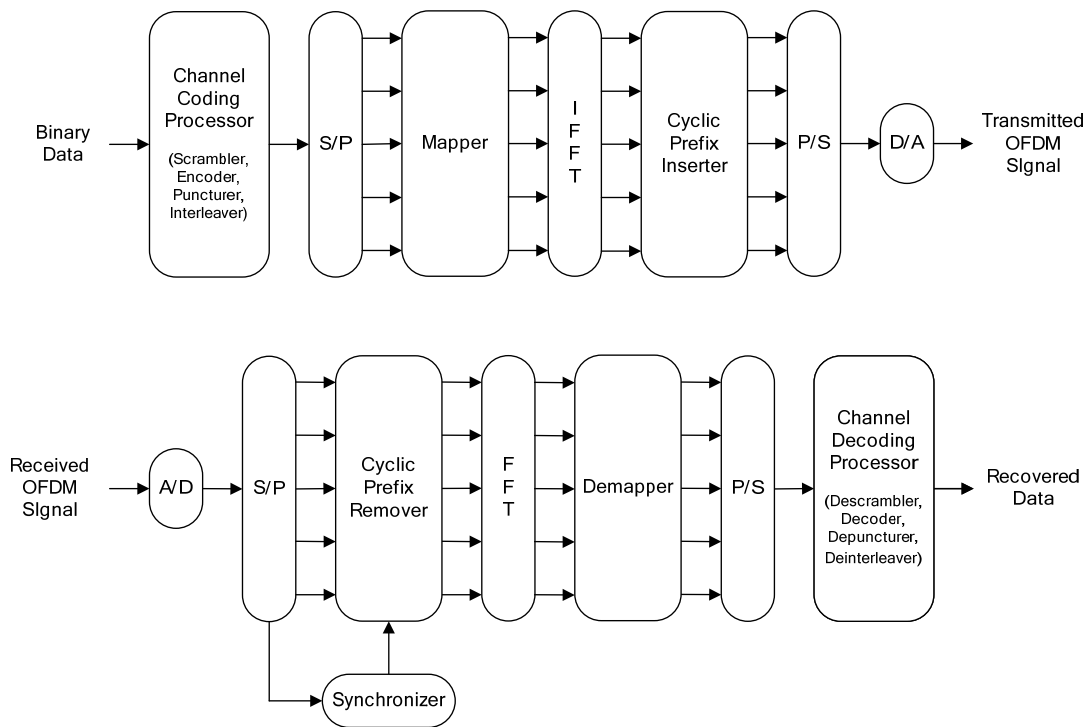 Binary
Data
Channel
Coding
Processor
(Scrambler,
Encoder,
Puncturer,
Interleaver)
S/P
Mapper
I
F
F
T
Cyclic
Prefix
Inserter
P/S
D/A
Transmitted
OFDM
SIgnal
Received
OFDM
SIgnal
A/D
S/P
Cyclic
Prefix
Remover
F
F
T
Demapper
P/S
Channel
Decoding
Processor
(Descrambler,
Decoder,
Depuncturer,
Deinterleaver)
Recovered
Data
Synchronizer